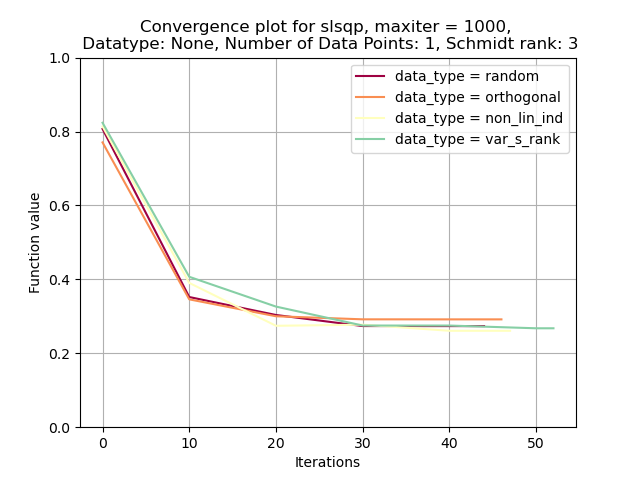 Convergence plot for slsqp, maxiter = 1000,
Datatype: None, Number of Data Points: 1, Schmidt rank: 3
1.0
0.8
0.6
0.4
0.2
0.0
Function value
data_type = random
data_type = orthogonal
data_type = non_lin_ind
data_type = var_s_rank
0 10 20 30 40 50
Iterations